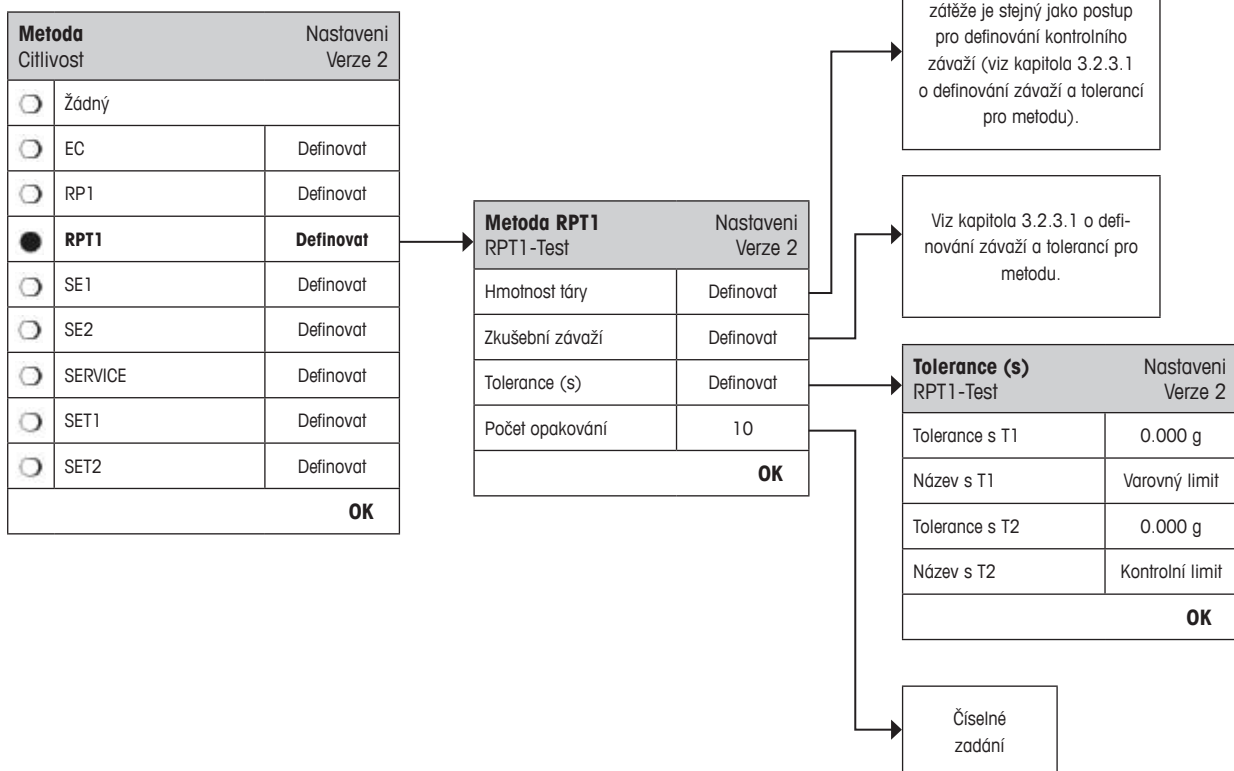 Metoda Nastaveni
Citlivost Verze 2
Žádný
EC Definovat
RP1 Definovat
RPT1 Definovat
SE1 Definovat
SE2 Definovat
SERVICE Definovat
SET1 Definovat
SET2 Definovat
OK
Metoda RPT1 Nastaveni
RPT1-Test Verze 2
Hmotnost táry Definovat
Zkušební závaží Definovat
Tolerance (s) Definovat
Počet opakování 10
OK
zátěže je stejný jako postup
pro definování kontrolního
závaží (viz kapitola 3.2.3.1
o definování závaží a tolerancí
pro metodu).
Viz kapitola 3.2.3.1 o defi-
nování závaží a tolerancí pro
metodu.
Tolerance (s) Nastaveni
RPT1-Test Verze 2
Tolerance s T1 0.000 g
Název s T1 Varovný limit
Tolerance s T2 0.000 g
Název s T2 Kontrolní limit
OK
Číselné
zadání